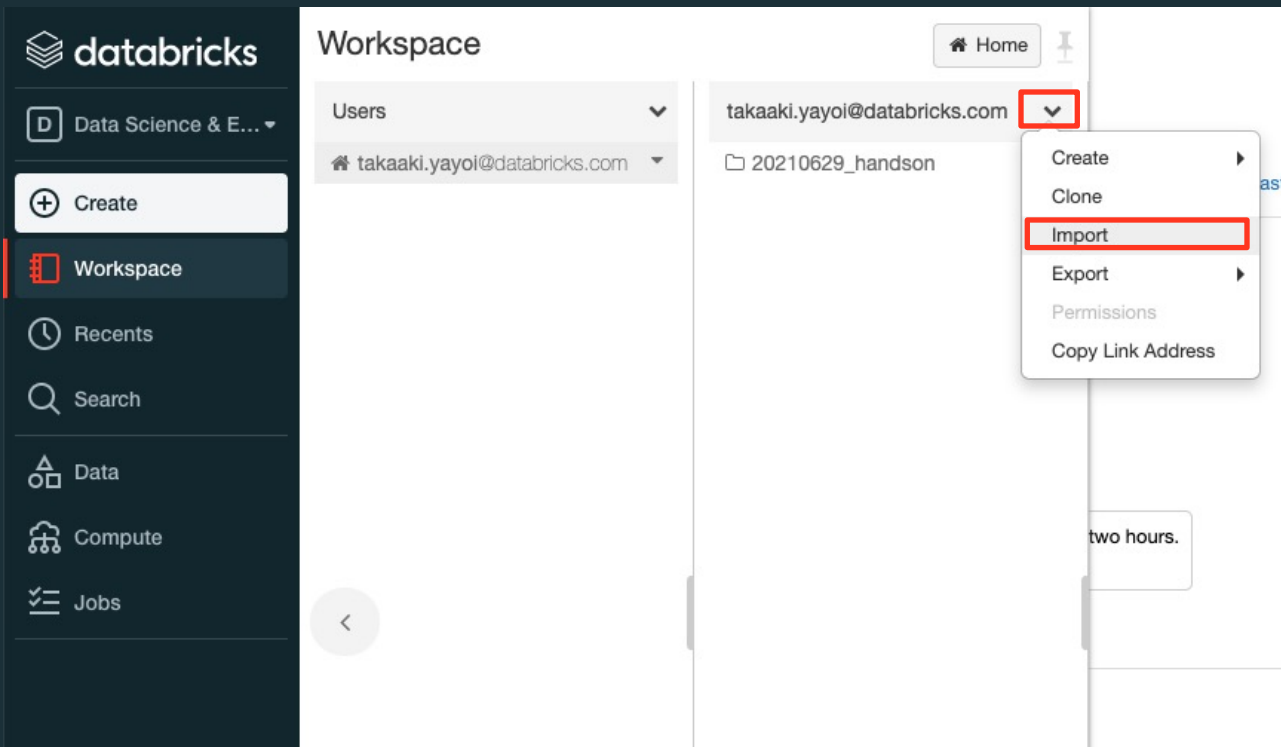 databricks
D Data Science & E...
Create
Workspace
Recents
Search
Data
Compute
Jobs
Workspace
Home
Users
takaaki.yayoi@databricks.com
takaaki.yayoi@databricks.com
20210629_handson
Create
Clone
Import
Export
Permissions
Copy Link Address
as
two hours.